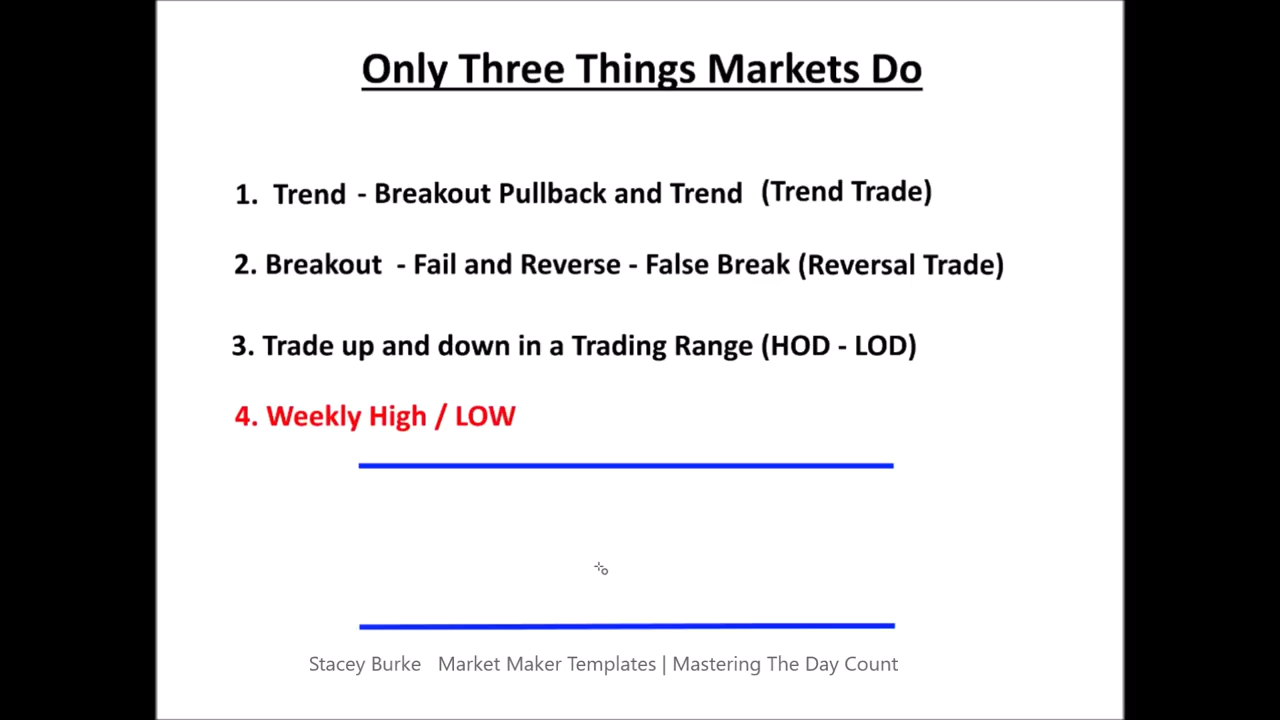 Only Three Things Markets Do
1. Trend - Breakout Pullback and Trend (Trend Trade)
2. Breakout - Fail and Reverse - False Break (Reversal Trade)
3. Trade up and down in a Trading Range (HOD - LOD)
4. Weekly High / LOW
Stacey Burke Market Maker Templates | Mastering The Day Count